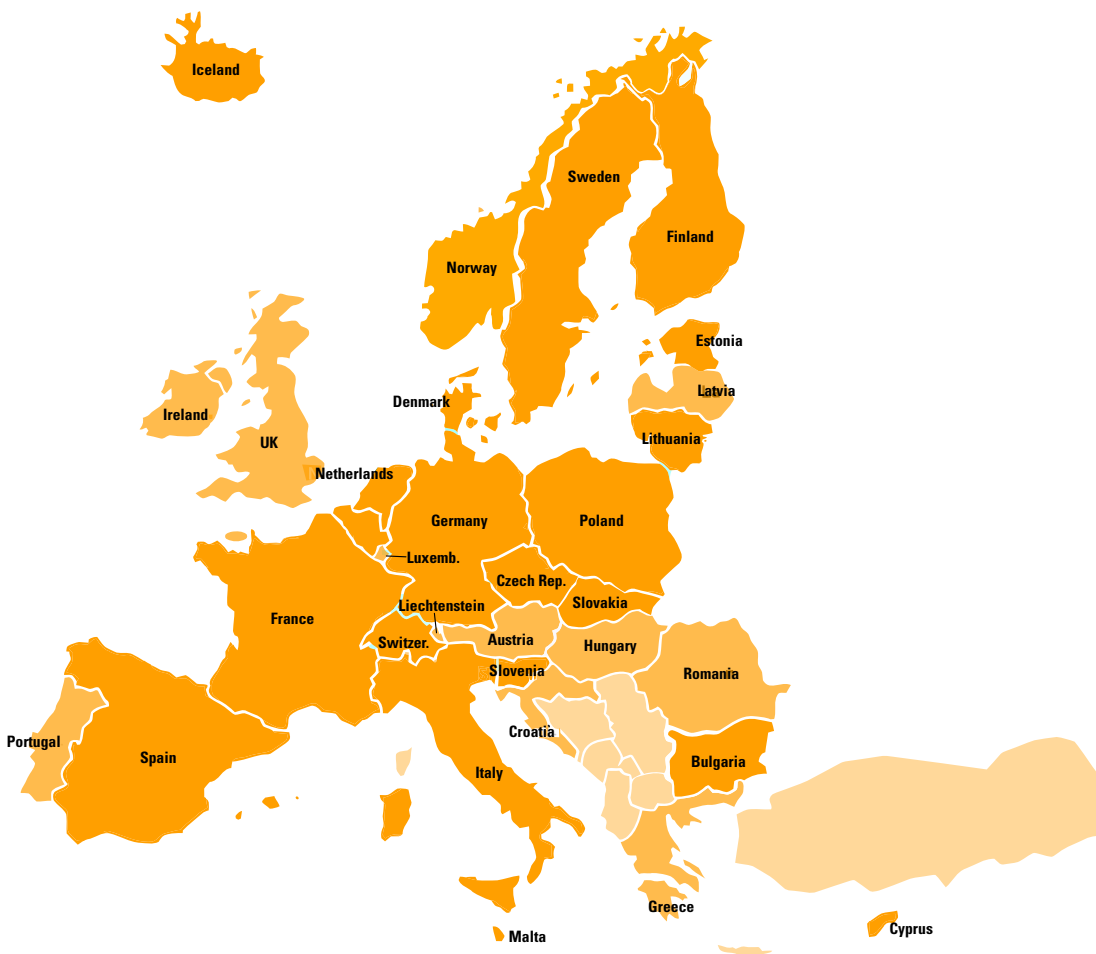 Iceland
Sweden
Finland
Norway
Estonia
Latvia
Denmark
Ireland
Lithuania
UK
Netherlands
Germany
Poland
Luxemb.
Czech Rep.
Slovakia
Liechtenstein
France
Switzer.
Austria
Hungary
Slovenia
Romania
Croatia
Portugal
Spain
Bulgaria
Italy
Greece
Cyprus
Malta